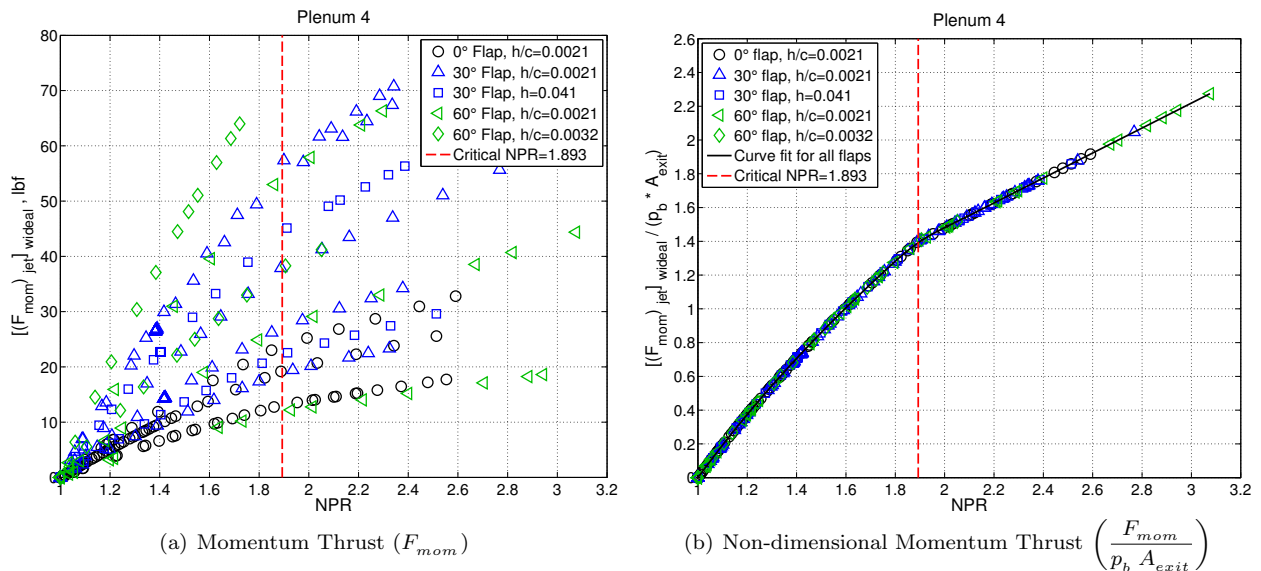 Plenum 4
80
70
60
50
40
30
20
10
0
[(F_mom)_jet]_wideal, lbf
0° Flap, h/c=0.0021
30° Flap, h/c=0.0021
30° Flap, h=0.041
60° Flap, h/c=0.0021
60° Flap, h/c=0.0032
Critical NPR=1.893
1 1.2 1.4 1.6 1.8 2 2.2 2.4 2.6 2.8 3 3.2
NPR
(a) Momentum Thrust (F_mom)
Plenum 4
2.6
2.4
2.2
2
1.8
1.6
1.4
1.2
1
0.8
0.6
0.4
0.2
0
[(F_mom)_jet]_wideal / (p_b * A_exit)
0° flap, h/c=0.0021
30° flap, h/c=0.0021
30° flap, h=0.041
60° flap, h/c=0.0021
60° flap, h/c=0.0032
Curve fit for all flaps
Critical NPR=1.893
1 1.2 1.4 1.6 1.8 2 2.2 2.4 2.6 2.8 3 3.2
NPR
(b) Non-dimensional Momentum Thrust (F_mom / p_b A_exit)